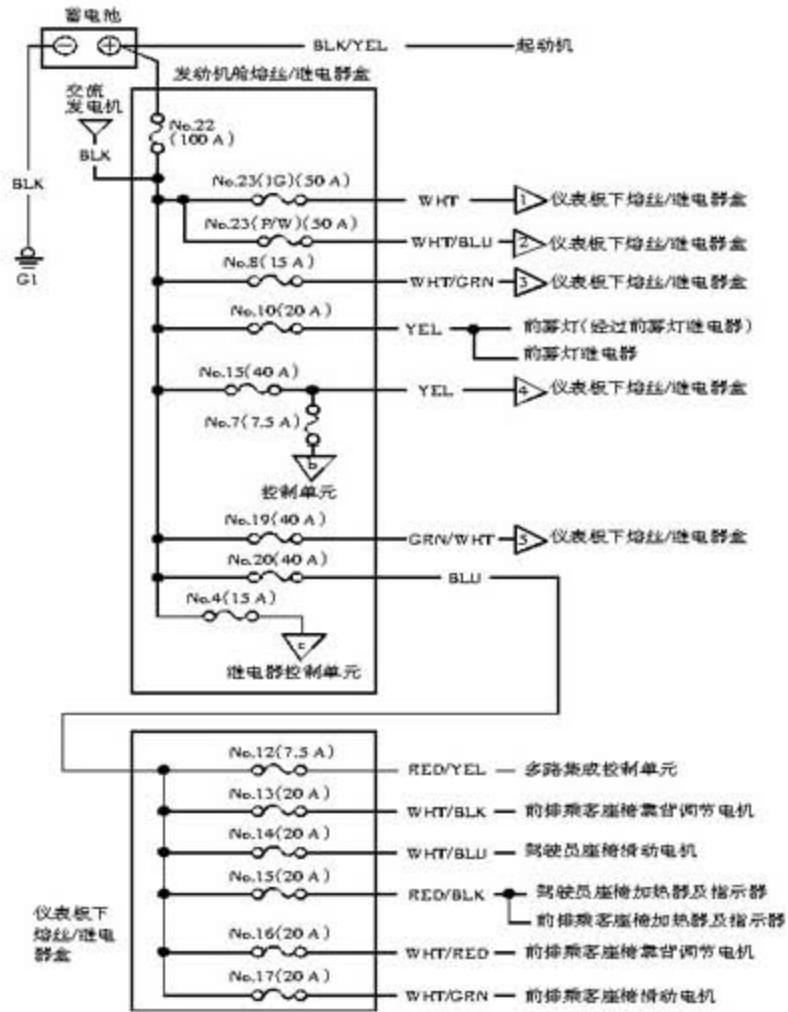 蓄电池
BLK/YEL
起动机
交流
发电机
发动机舱熔丝/继电器盒
No.22
(100 A)
BLK
BLK
G1
No.23(IG)(50 A)
WHT
1
仪表板下熔丝/继电器盒
No.23(P/W)(50 A)
WHT/BLU
2
仪表板下熔丝/继电器盒
No.8(15 A)
WHT/GRN
3
仪表板下熔丝/继电器盒
No.10(20 A)
YEL
前雾灯(经过前雾灯继电器)
前雾灯继电器
No.15(40 A)
YEL
4
仪表板下熔丝/继电器盒
No.7(7.5 A)
b
控制单元
No.19(40 A)
GRN/WHT
5
仪表板下熔丝/继电器盒
No.20(40 A)
BLU
No.4(15 A)
c
继电器控制单元
No.12(7.5 A)
RED/YEL
多路集成控制单元
No.13(20 A)
WHT/BLK
前排乘客座椅靠背调节电机
No.14(20 A)
WHT/BLU
驾驶员座椅滑动电机
No.15(20 A)
RED/BLK
驾驶员座椅加热器及指示器
前排乘客座椅加热器及指示器
仪表板下
熔丝/继电
器盒
No.16(20 A)
WHT/RED
前排乘客座椅靠背调节电机
No.17(20 A)
WHT/GRN
前排乘客座椅滑动电机